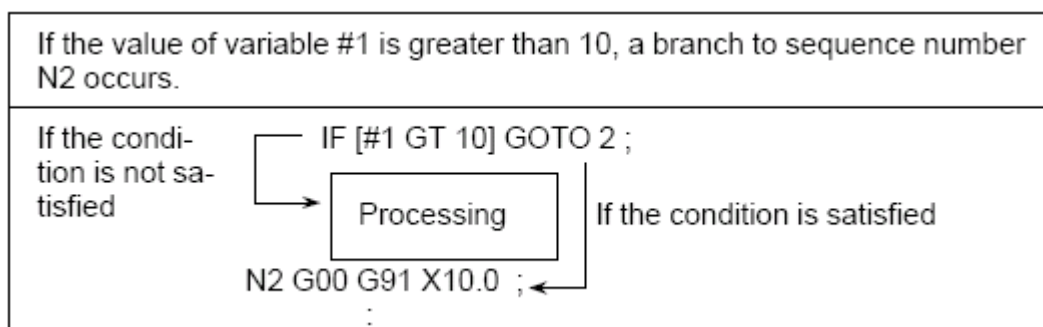 If the value of variable #1 is greater than 10, a branch to sequence number
N2 occurs.
If the condi-
tion is not sa-
tisfied
IF [#1 GT 10] GOTO 2 ;
Processing
If the condition is satisfied
N2 G00 G91 X10.0 ;
: